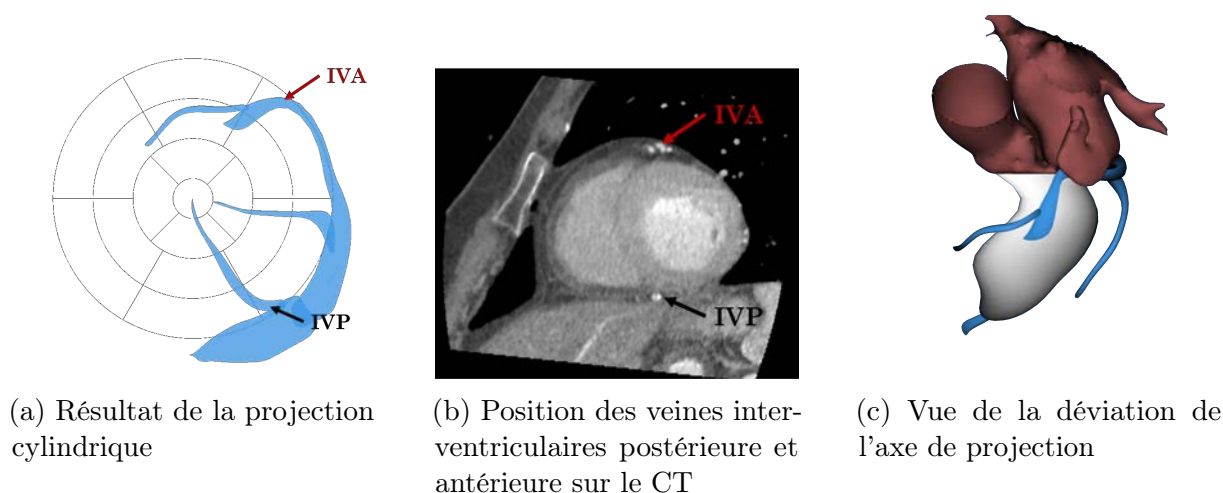 IVA
IVP
IVA
IVP
(a) Résultat de la projection
cylindrique
(b) Position des veines inter-
ventriculaires postérieure et
antérieure sur le CT
(c) Vue de la déviation de
l'axe de projection